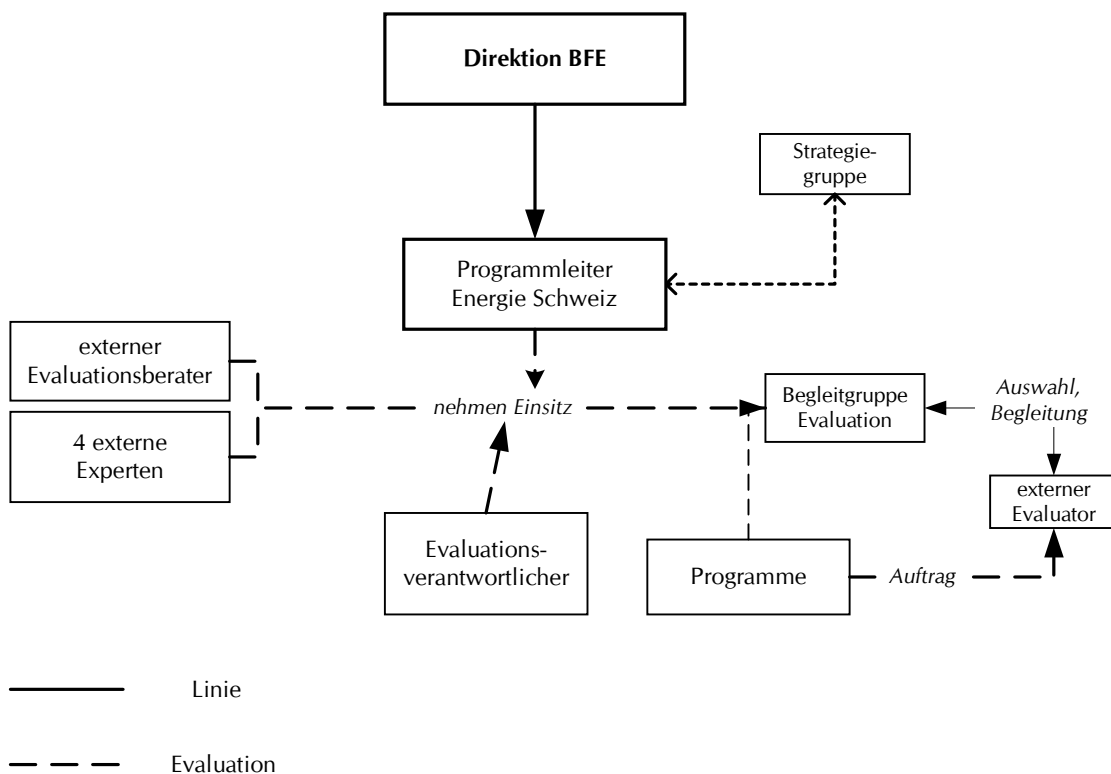 Direktion BFE
Strategie-
gruppe
Programmleiter
Energie Schweiz
externer
Evaluationsberater
4 externe
Experten
nehmen Einsitz
Begleitgruppe
Evaluation
Auswahl,
Begleitung
externer
Evaluator
Evaluations-
verantwortlicher
Programme
Auftrag
Linie
Evaluation